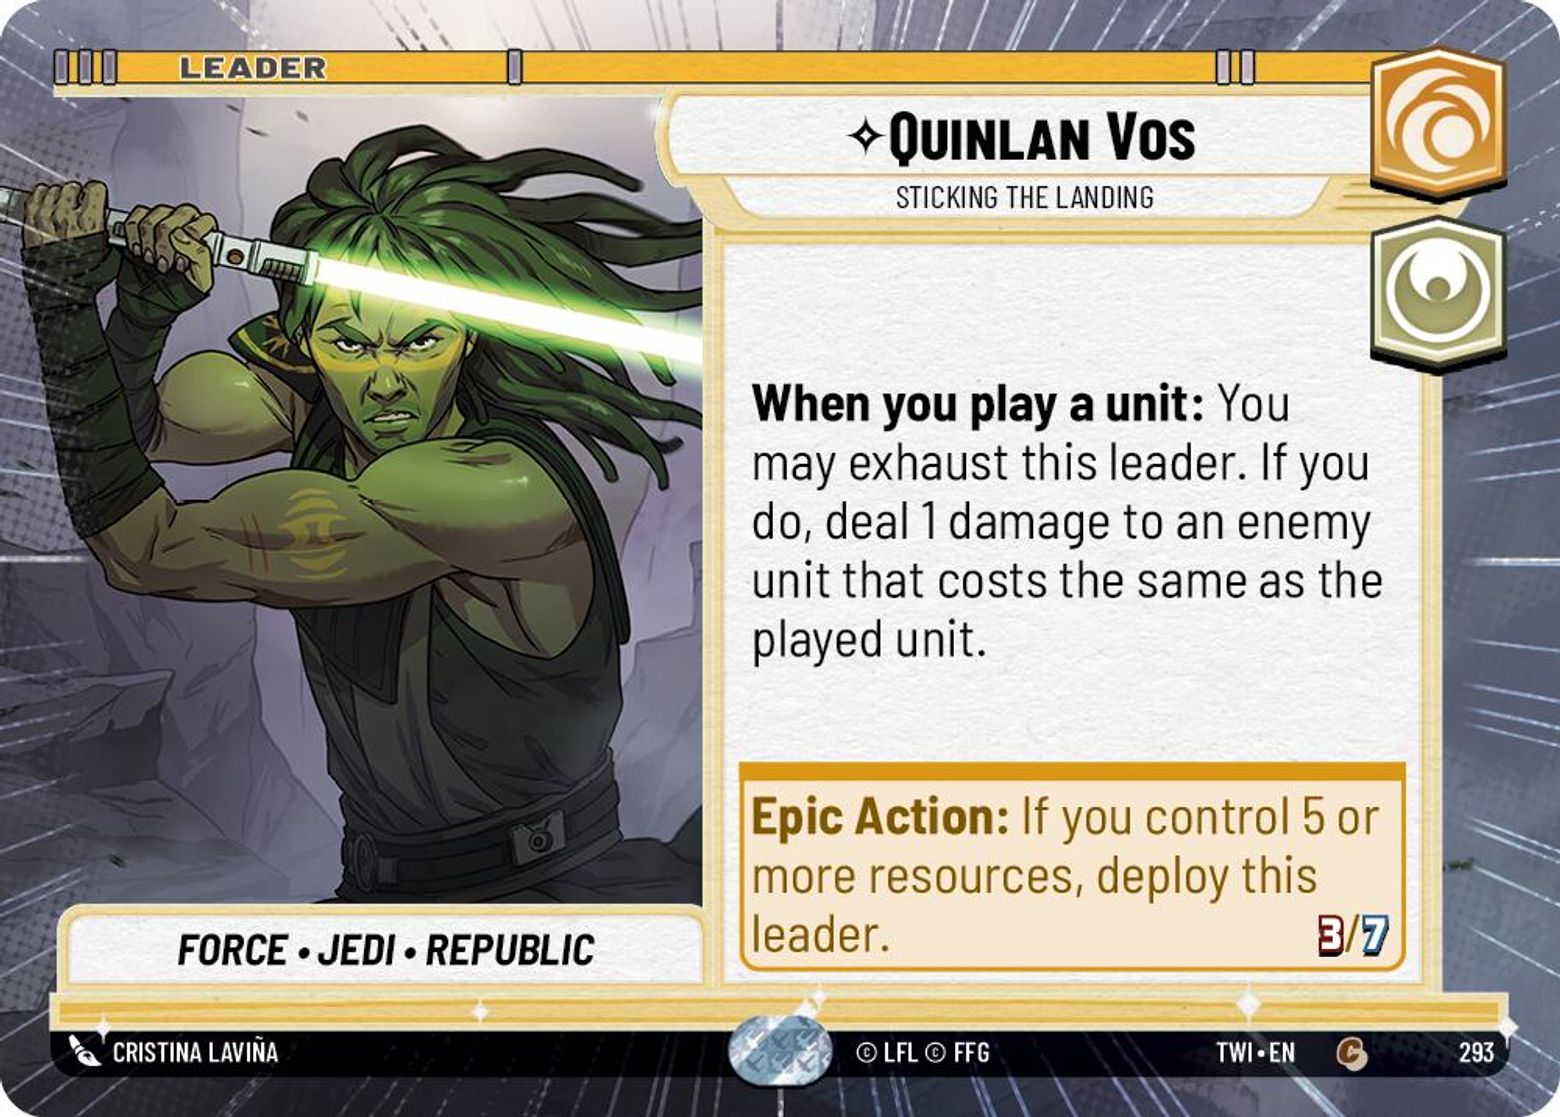 LEADER
QUINLAN VOS
STICKING THE LANDING
When you play a unit: You
may exhaust this leader. If you
do, deal 1 damage to an enemy
unit that costs the same as the
played unit.
Epic Action: If you control 5 or
more resources, deploy this
leader.
3/7
FORCE • JEDI • REPUBLIC
CRISTINA LAVIÑA
© LFL © FFG
TWI • EN
C
293